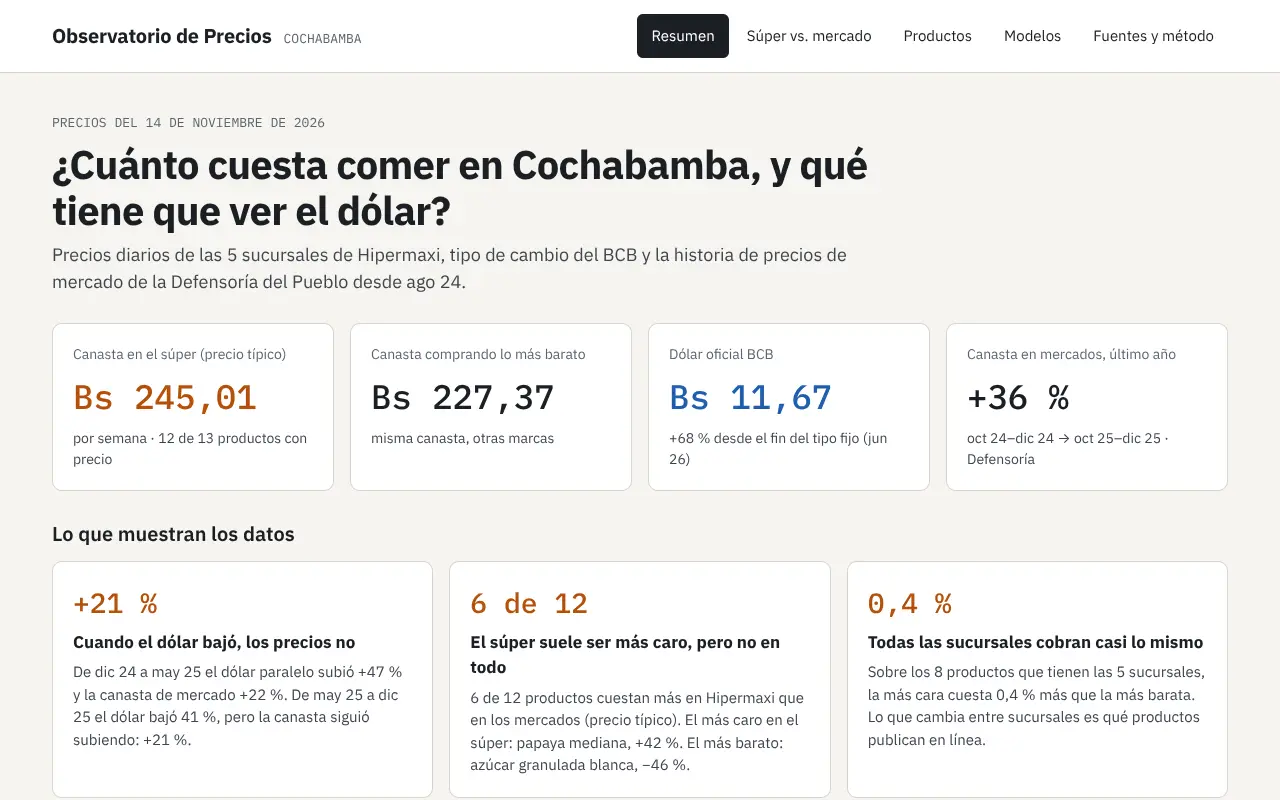 Observatorio de Precios COCHABAMBA
Resumen
Súper vs. mercado
Productos
Modelos
Fuentes y método
PRECIOS DEL 14 DE NOVIEMBRE DE 2026
¿Cuánto cuesta comer en Cochabamba, y qué
tiene que ver el dólar?
Precios diarios de las 5 sucursales de Hipermaxi, tipo de cambio del BCB y la historia de precios de
mercado de la Defensoría del Pueblo desde ago 24.
Canasta en el súper (precio típico)
Bs 245,01
por semana · 12 de 13 productos con
precio
Canasta comprando lo más barato
Bs 227,37
misma canasta, otras marcas
Dólar oficial BCB
Bs 11,67
+68 % desde el fin del tipo fijo (jun
26)
Canasta en mercados, último año
+36 %
oct 24–dic 24 → oct 25–dic 25 ·
Defensoría
Lo que muestran los datos
+21 %
Cuando el dólar bajó, los precios no
De dic 24 a may 25 el dólar paralelo subió +47 %
y la canasta de mercado +22 %. De may 25 a dic
25 el dólar bajó 41 %, pero la canasta siguió
subiendo: +21 %.
6 de 12
El súper suele ser más caro, pero no en
todo
6 de 12 productos cuestan más en Hipermaxi que
en los mercados (precio típico). El más caro en el
súper: papaya mediana, +42 %. El más barato:
azúcar granulada blanca, −46 %.
0,4 %
Todas las sucursales cobran casi lo mismo
Sobre los 8 productos que tienen las 5 sucursales,
la más cara cuesta 0,4 % más que la más barata.
Lo que cambia entre sucursales es qué productos
publican en línea.